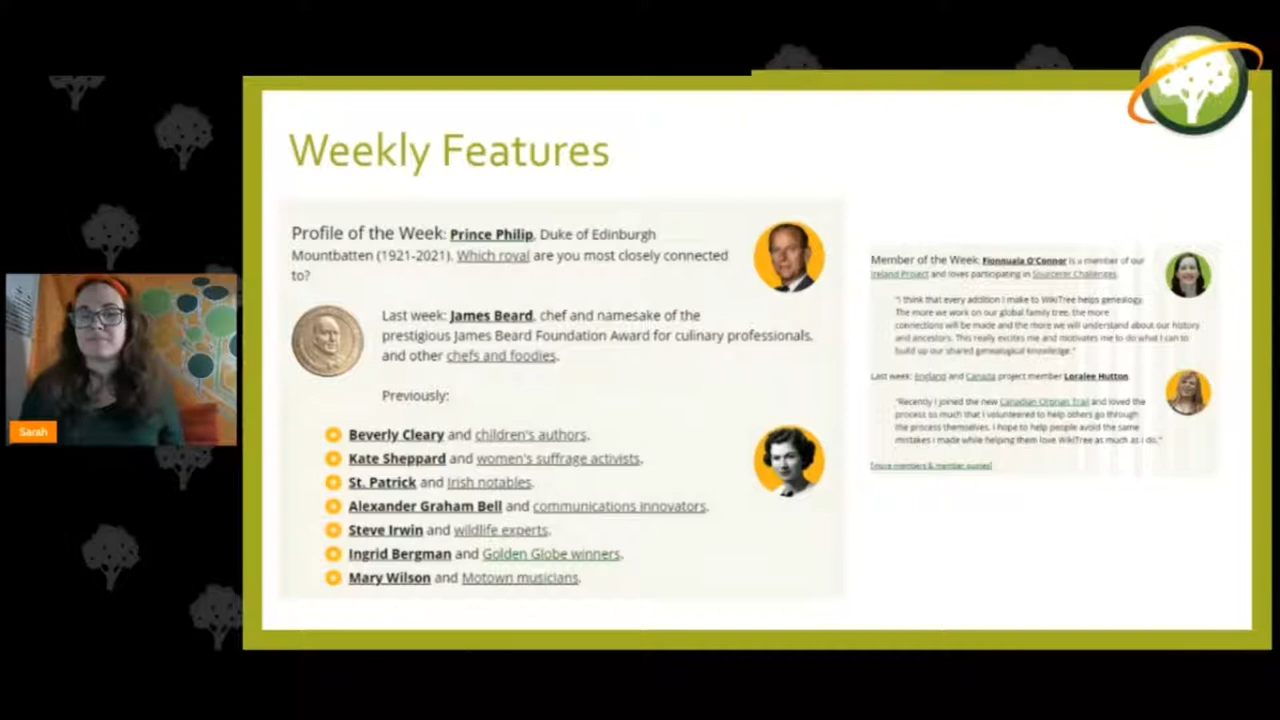 Weekly Features
Profile of the Week: Prince Philip, Duke of Edinburgh
Mountbatten (1921-2021). Which royal are you most closely connected
to?
Last week: James Beard, chef and namesake of the
prestigious James Beard Foundation Award for culinary professionals,
and other chefs and foodies.
Previously:
Beverly Cleary and children's authors.
Kate Sheppard and women's suffrage activists.
St. Patrick and Irish notables.
Alexander Graham Bell and communications innovators.
Steve Irwin and wildlife experts.
Ingrid Bergman and Golden Globe winners.
Mary Wilson and Motown musicians.
Member of the Week: Fionnuala O'Connor is a member of our
Ireland Project and loves participating in Sourcerer Challenges.
"I think that every addition I make to WikiTree helps genealogy.
The more we work on our global family tree, the more
connections will be made and the more we will understand about our history
and ancestors. This really excites me and motivates me to do what I can to
build up our shared genealogical knowledge."
Last week: England and Canada project member Loralee Hutton.
"Recently I joined the new Canadian Orphan Trail and loved the
process so much that I volunteered to help others go through
the process themselves. I hope to help people avoid the same
mistakes I made while helping them love WikiTree as much as I do."
[more members & member quotes]
Sarah